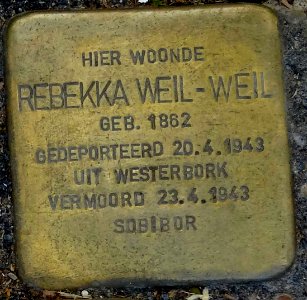 HIER WOONDE
REBEKKA WEIL-WEIL
GEB. 1862
GEDEPORTEERD 20.4.1943
UIT WESTERBORK
VERMOORD 23.4.1943
SOBIBOR